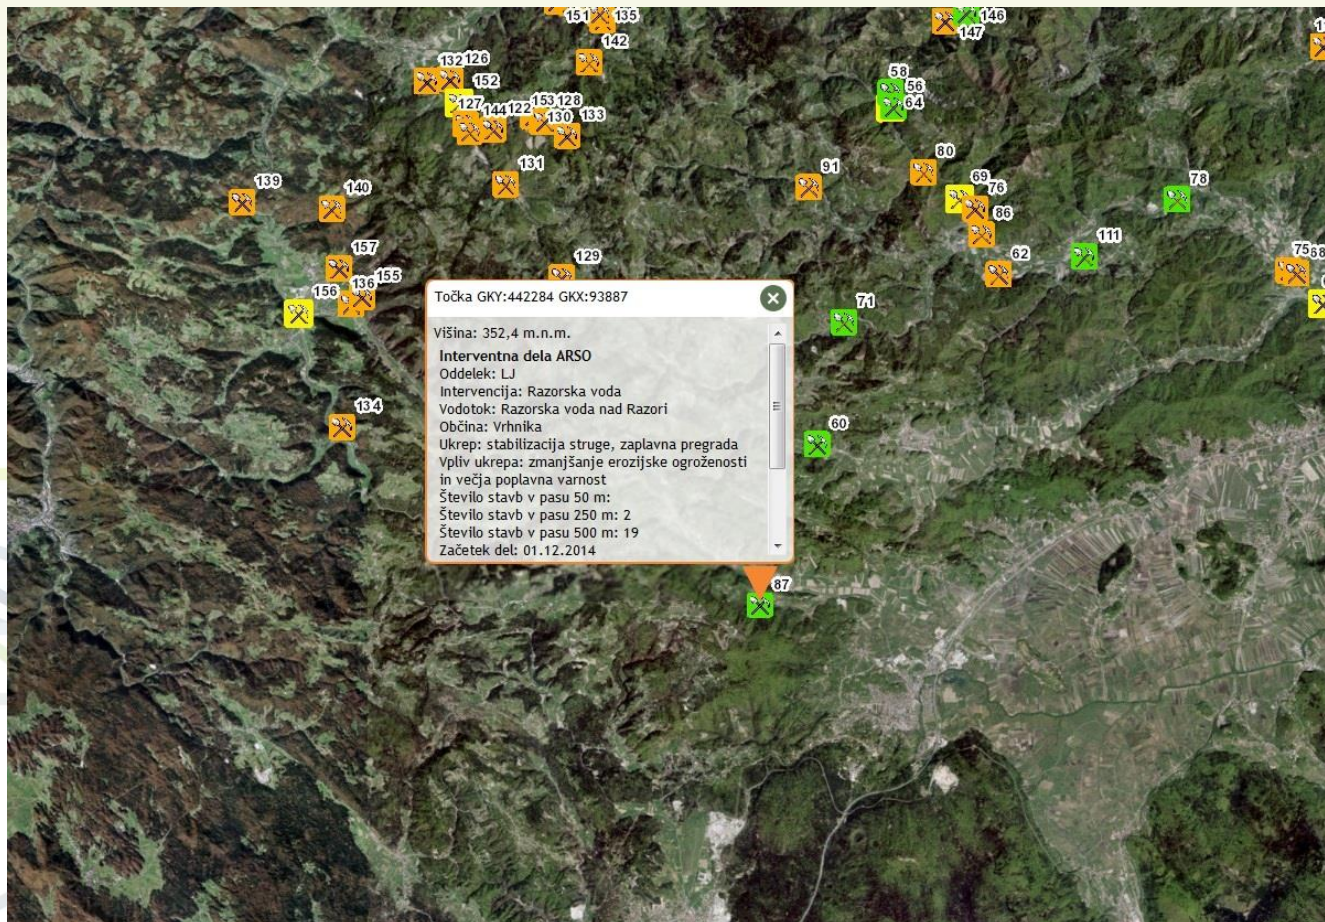 151 135
146
147
142
132 126
152
58
56
64
127 144 122 153 128
130 133
131
91
80
69 76
78
139
140
86
111
62
75 68
157
129
155
136
156
71
134
60
87
Točka GKY:442284 GKX:93887
Višina: 352,4 m.n.m.
Interventna dela ARSO
Oddelek: LJ
Intervencija: Razorska voda
Vodotok: Razorska voda nad Razori
Občina: Vrhnika
Ukrep: stabilizacija struge, zaplavna pregrada
Vpliv ukrepa: zmanjšanje erozijske ogroženosti
in večja poplavna varnost
Število stavb v pasu 50 m:
Število stavb v pasu 250 m: 2
Število stavb v pasu 500 m: 19
Začetek del: 01.12.2014